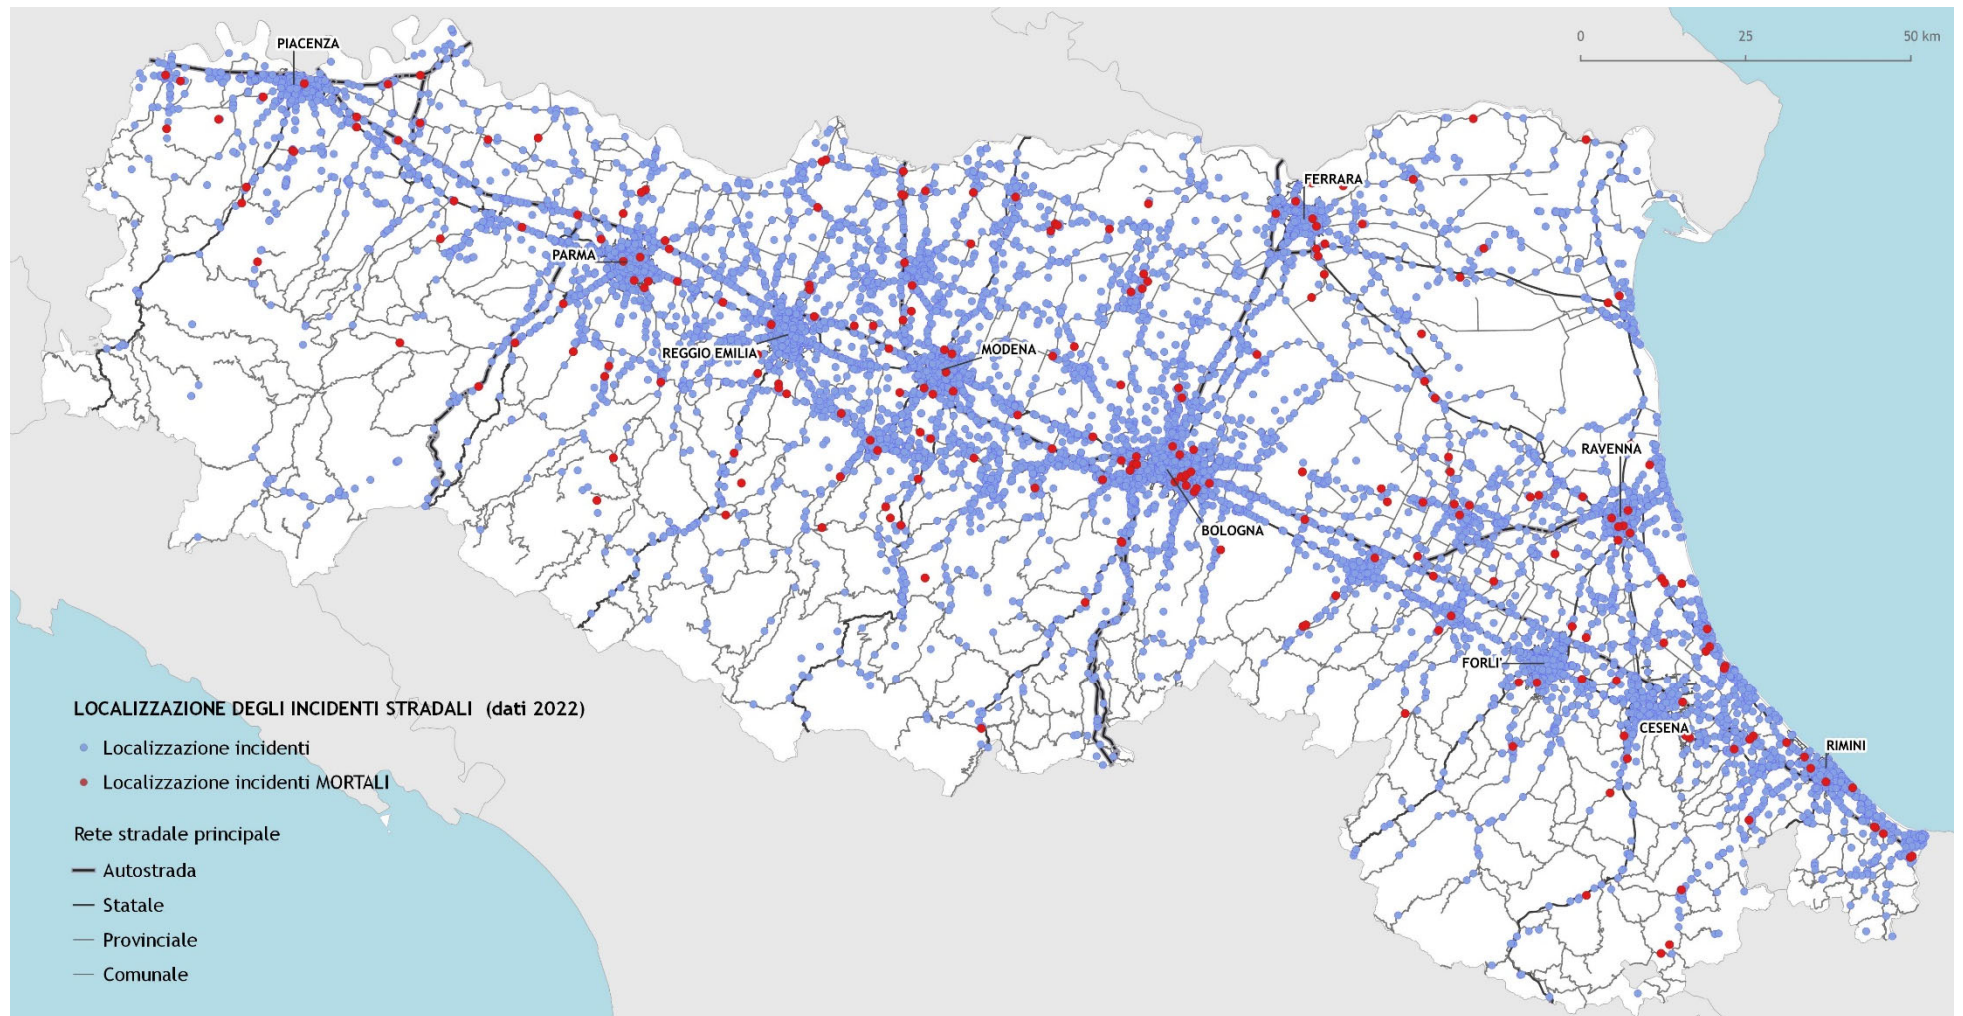 0 25 50 km
PIACENZA
FERRARA
PARMA
REGGIO EMILIA
MODENA
RAVENNA
BOLOGNA
FORLI'
CESENA
RIMINI
LOCALIZZAZIONE DEGLI INCIDENTI STRADALI (dati 2022)
Localizzazione incidenti
Localizzazione incidenti MORTALI
Rete stradale principale
Autostrada
Statale
Provinciale
Comunale